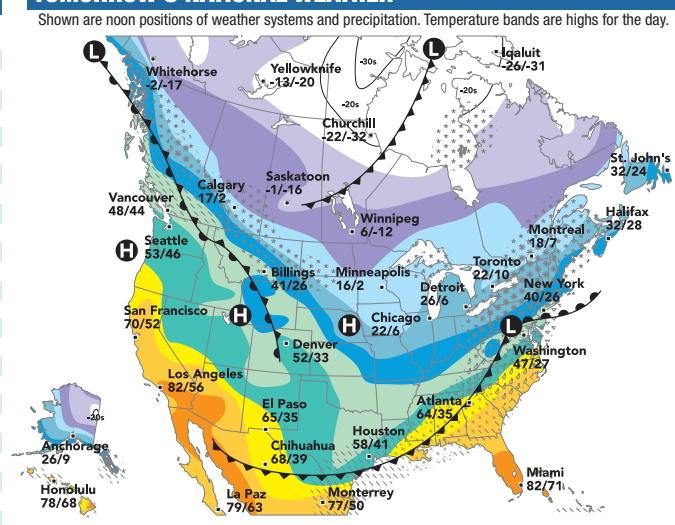 TOMORROW'S NATIONAL WEATHER
Shown are noon positions of weather systems and precipitation. Temperature bands are highs for the day.
L
L
Iqaluit
-26/-31
Whitehorse
-2/-17
Yellowknife
-13/-20
-30s
-20s
-20s
Churchill
-22/-32
St. John's
32/24
Saskatoon
-1/-16
Calgary
17/2
Vancouver
48/44
Winnipeg
6/-12
Halifax
32/28
Montreal
18/7
Seattle
53/46
H
Toronto
22/10
Billings
41/26
Minneapolis
16/2
Detroit
26/6
New York
40/26
San Francisco
70/52
H
H
Chicago
22/6
L
Denver
52/33
Washington
47/27
Los Angeles
82/56
Atlanta
64/35
El Paso
65/35
-20s
Houston
58/41
Anchorage
26/9
Chihuahua
68/39
Miami
82/71
Honolulu
78/68
La Paz
79/63
Monterrey
77/50